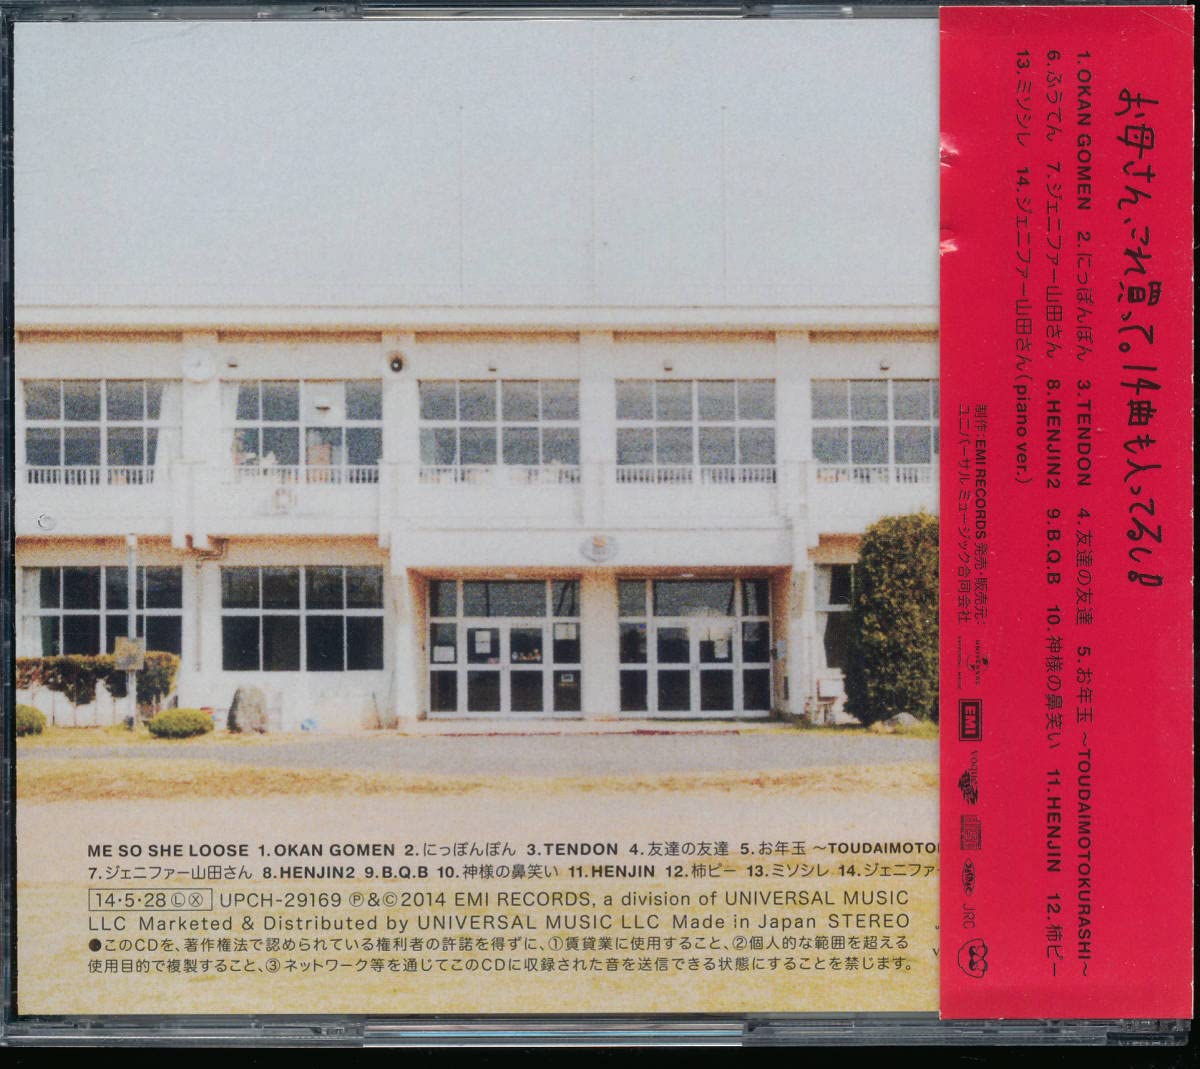 お母さん、これ買って。14曲も入ってるし!!
1. OKAN GOMEN 2. にっぽんぽん 3. TENDON 4. 友達の友達 5. お年玉 ～TOUDAIMOTOKURASHI～
6. ふうてん 7. ジェニファー山田さん 8. HENJIN2 9. B.Q.B 10. 神様の鼻笑い 11. HENJIN 12. 柿ピー
13. ミソシレ 14. ジェニファー山田さん(piano ver.)
制作：EMI RECORDS 発売・販売元：
ユニバーサル ミュージック合同会社
UNIVERSAL
EMI
voque
JRC
ME SO SHE LOOSE 1. OKAN GOMEN 2. にっぽんぽん 3. TENDON 4. 友達の友達 5. お年玉 ～TOUDAIMOTO
7. ジェニファー山田さん 8. HENJIN2 9. B.Q.B 10. 神様の鼻笑い 11. HENJIN 12. 柿ピー 13. ミソシレ 14. ジェニファー
14・5・28 Ⓛ Ⓧ UPCH-29169 Ⓟ&©2014 EMI RECORDS, a division of UNIVERSAL MUSIC
LLC Marketed & Distributed by UNIVERSAL MUSIC LLC Made in Japan STEREO
●このCDを、著作権法で認められている権利者の許諾を得ずに、①賃貸業に使用すること、②個人的な範囲を超える
使用目的で複製すること、③ネットワーク等を通じてこのCDに収録された音を送信できる状態にすることを禁じます。